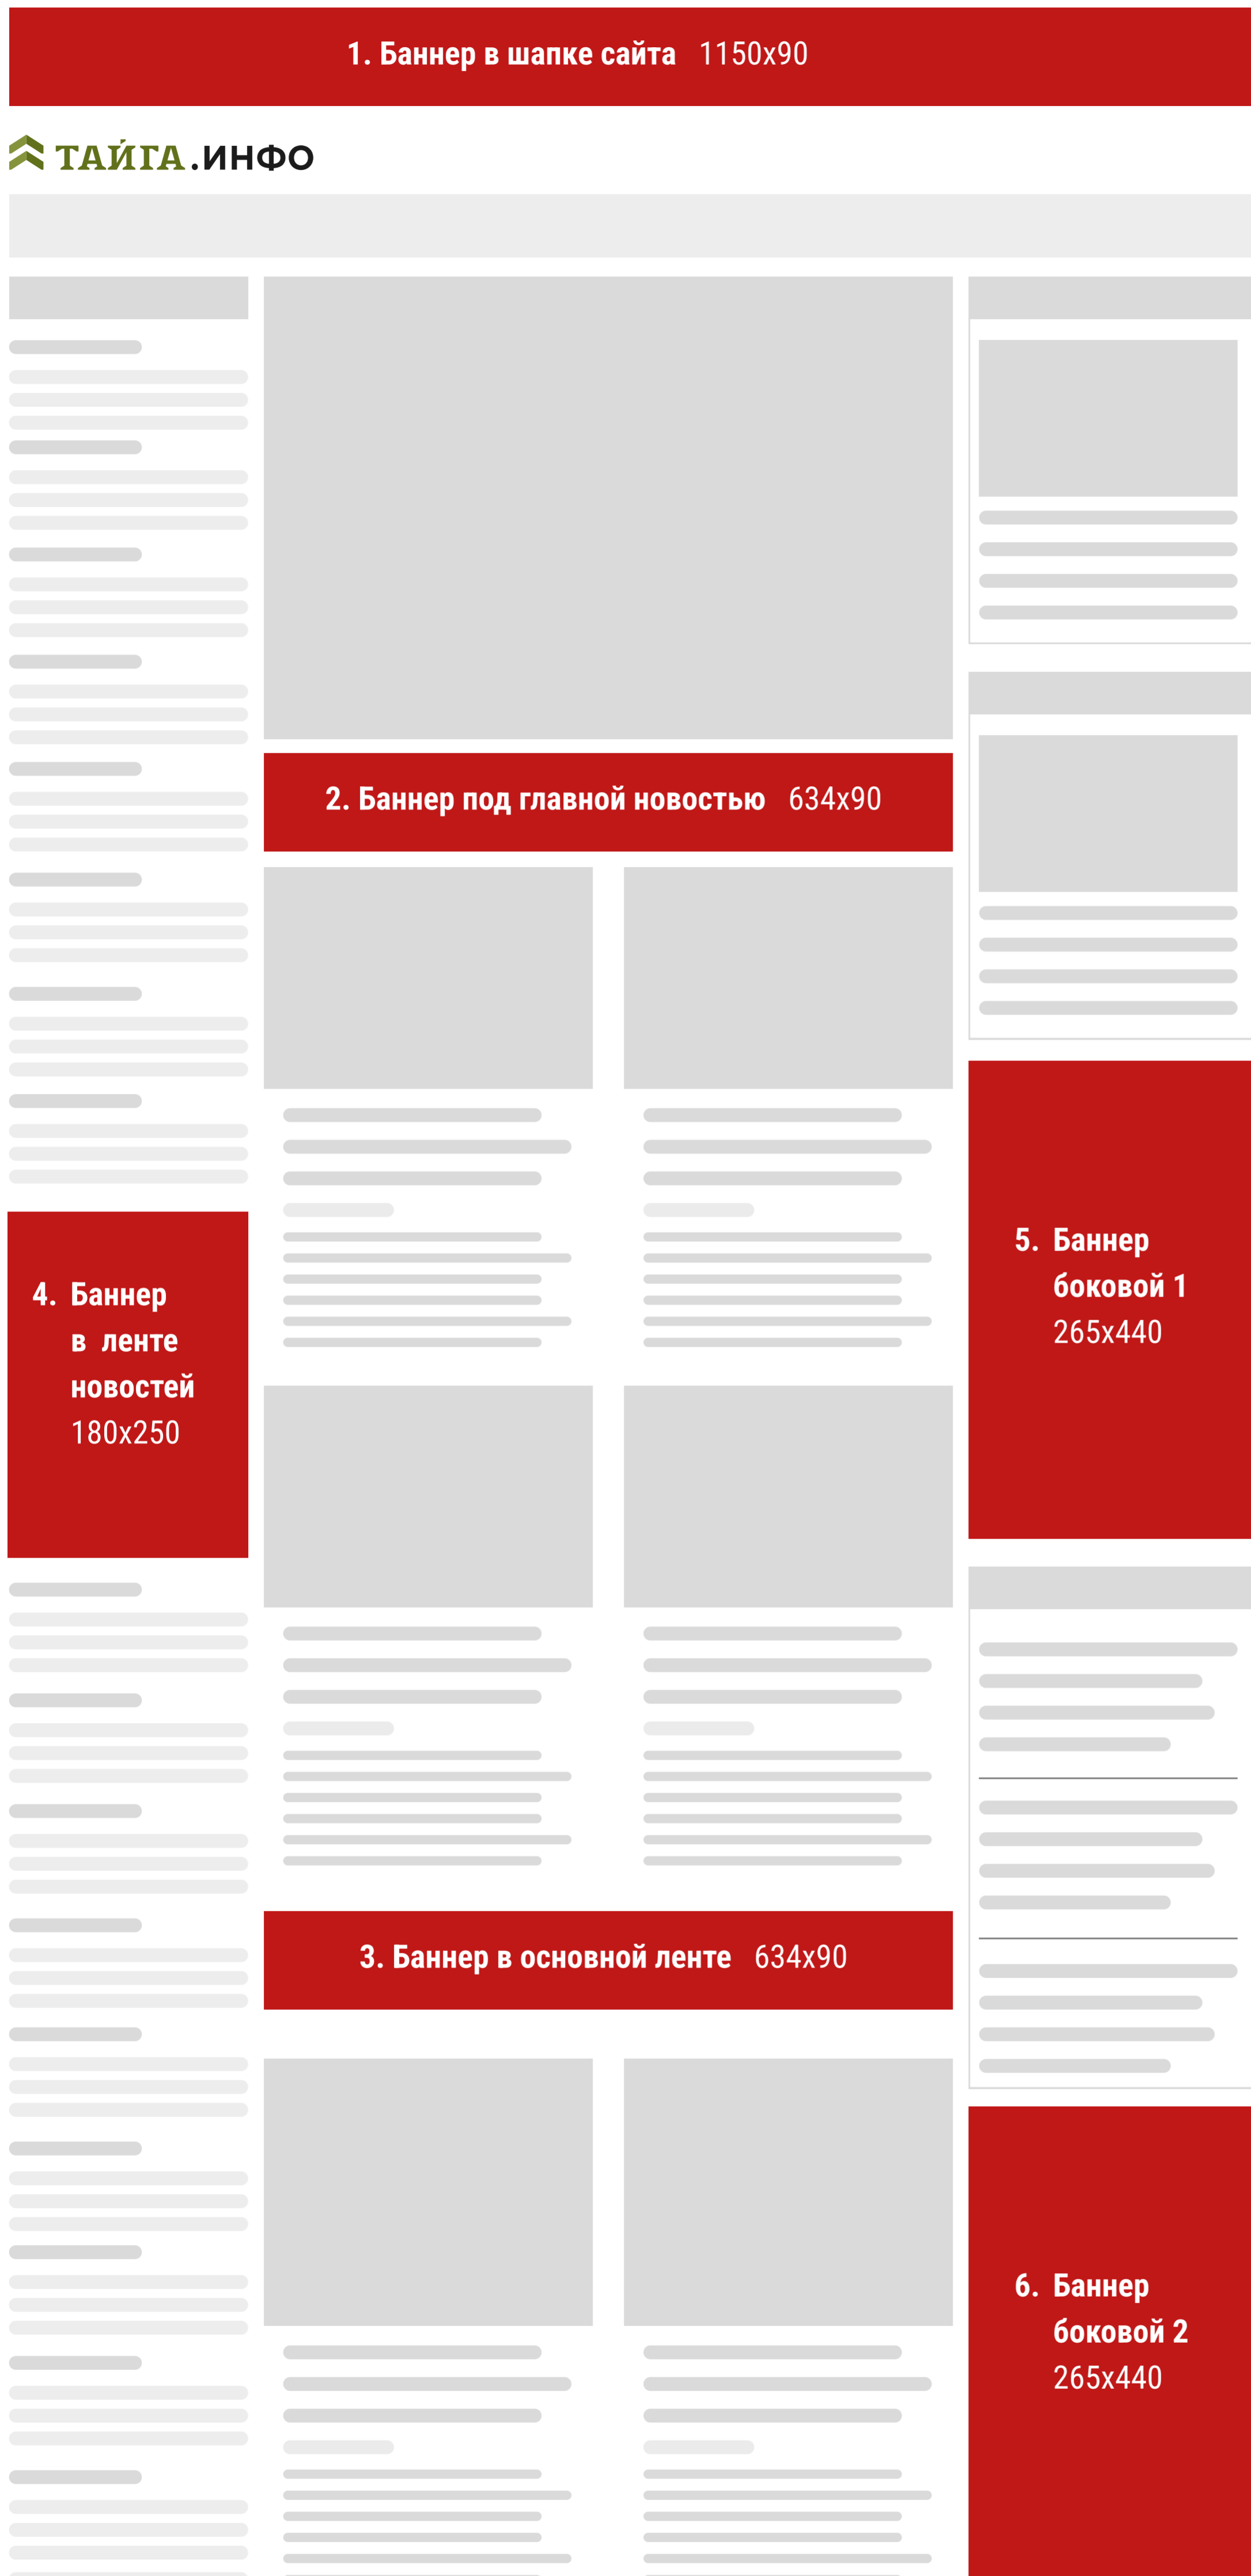 1. Баннер в шапке сайта 1150x90
ТАЙГА.ИНФО
2. Баннер под главной новостью 634x90
4. Баннер
в ленте
новостей
180x250
5. Баннер
боковой 1
265x440
3. Баннер в основной ленте 634x90
6. Баннер
боковой 2
265x440